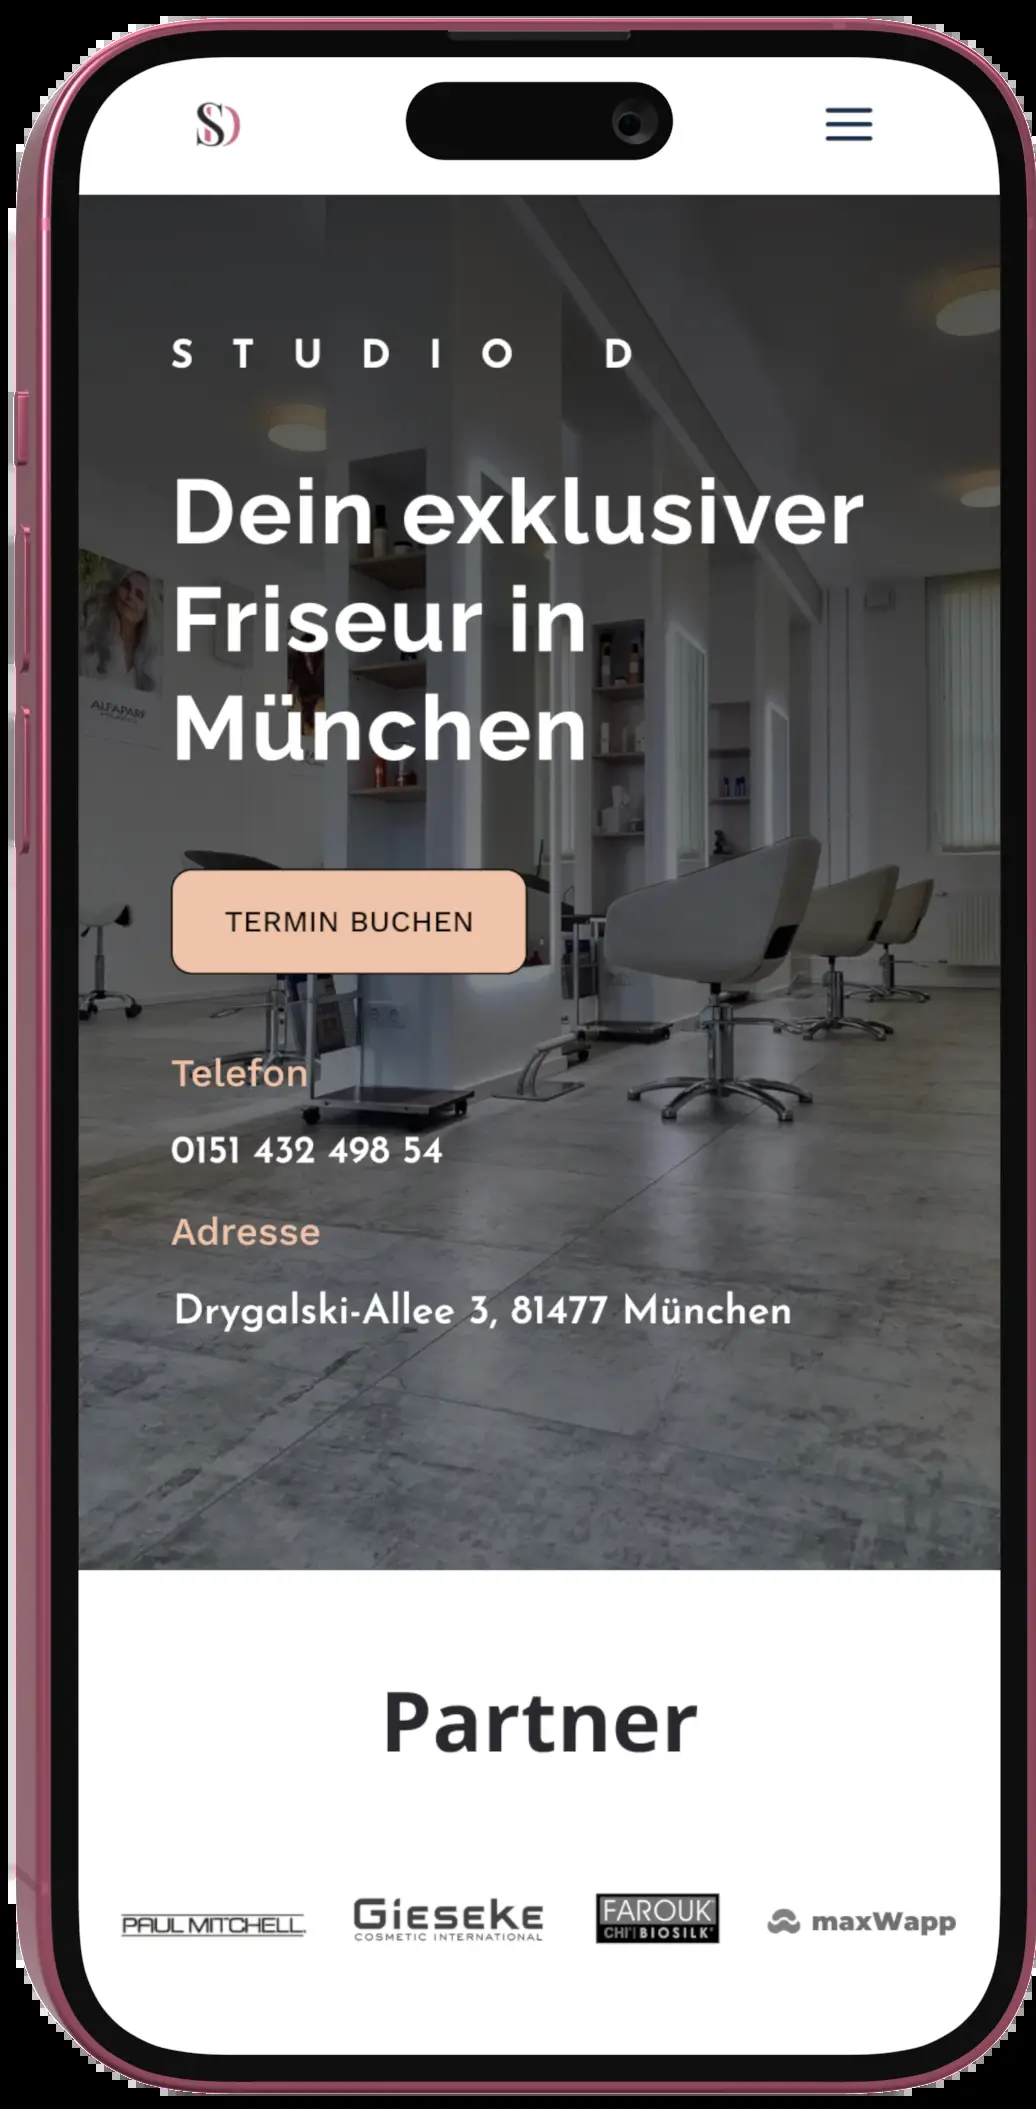 SD
STUDIO D
Dein exklusiver
Friseur in
München
ALFAPARF
TERMIN BUCHEN
Telefon
0151 432 498 54
Adresse
Drygalski-Allee 3, 81477 München
Partner
PAUL MITCHELL.
Gieseke
COSMETIC INTERNATIONAL
FAROUK
CHI BIOSILK
maxWapp